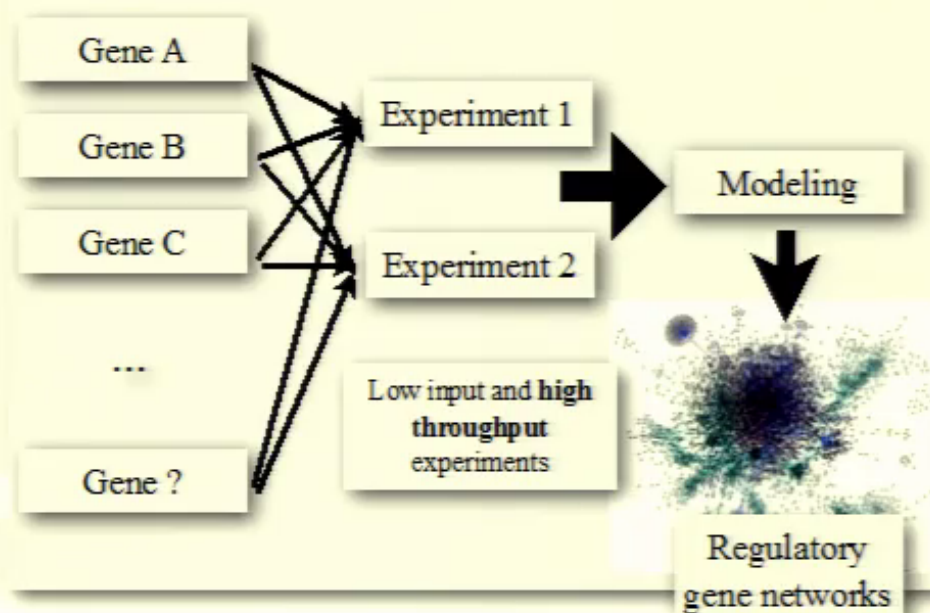 Gene A
Gene B
Gene C
...
Gene ?
Experiment 1
Experiment 2
Low input and high
throughput
experiments
Modeling
Regulatory
gene networks